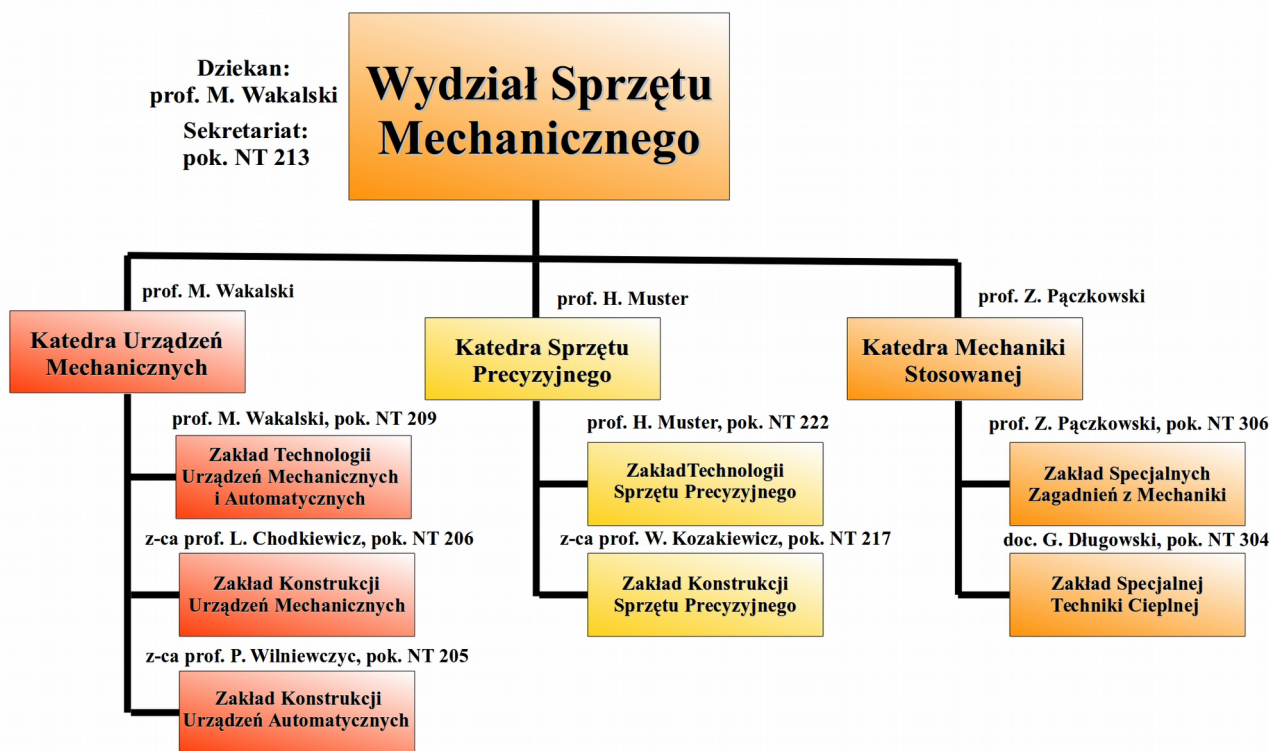 Dziekan:
prof. M. Wakalski
Sekretariat:
pok. NT 213
Wydział Sprzętu
Mechanicznego
prof. M. Wakalski
Katedra Urządzeń
Mechanicznych
prof. M. Wakalski, pok. NT 209
Zakład Technologii
Urządzeń Mechanicznych
i Automatycznych
z-ca prof. L. Chodkiewicz, pok. NT 206
Zakład Konstrukcji
Urządzeń Mechanicznych
z-ca prof. P. Wilniewczyc, pok. NT 205
Zakład Konstrukcji
Urządzeń Automatycznych
prof. H. Muster
Katedra Sprzętu
Precyzyjnego
prof. H. Muster, pok. NT 222
ZakładTechnologii
Sprzętu Precyzyjnego
z-ca prof. W. Kozakiewicz, pok. NT 217
Zakład Konstrukcji
Sprzętu Precyzyjnego
prof. Z. Pączkowski
Katedra Mechaniki
Stosowanej
prof. Z. Pączkowski, pok. NT 306
Zakład Specjalnych
Zagadnień z Mechaniki
doc. G. Długowski, pok. NT 304
Zakład Specjalnej
Techniki Cieplnej